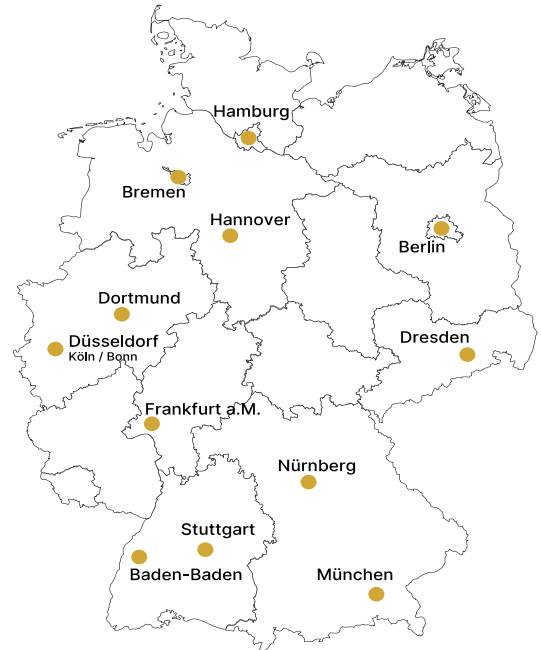 Hamburg
Bremen
Hannover
Berlin
Dortmund
Düsseldorf
Köln / Bonn
Dresden
Frankfurt a.M.
Nürnberg
Stuttgart
Baden-Baden
München